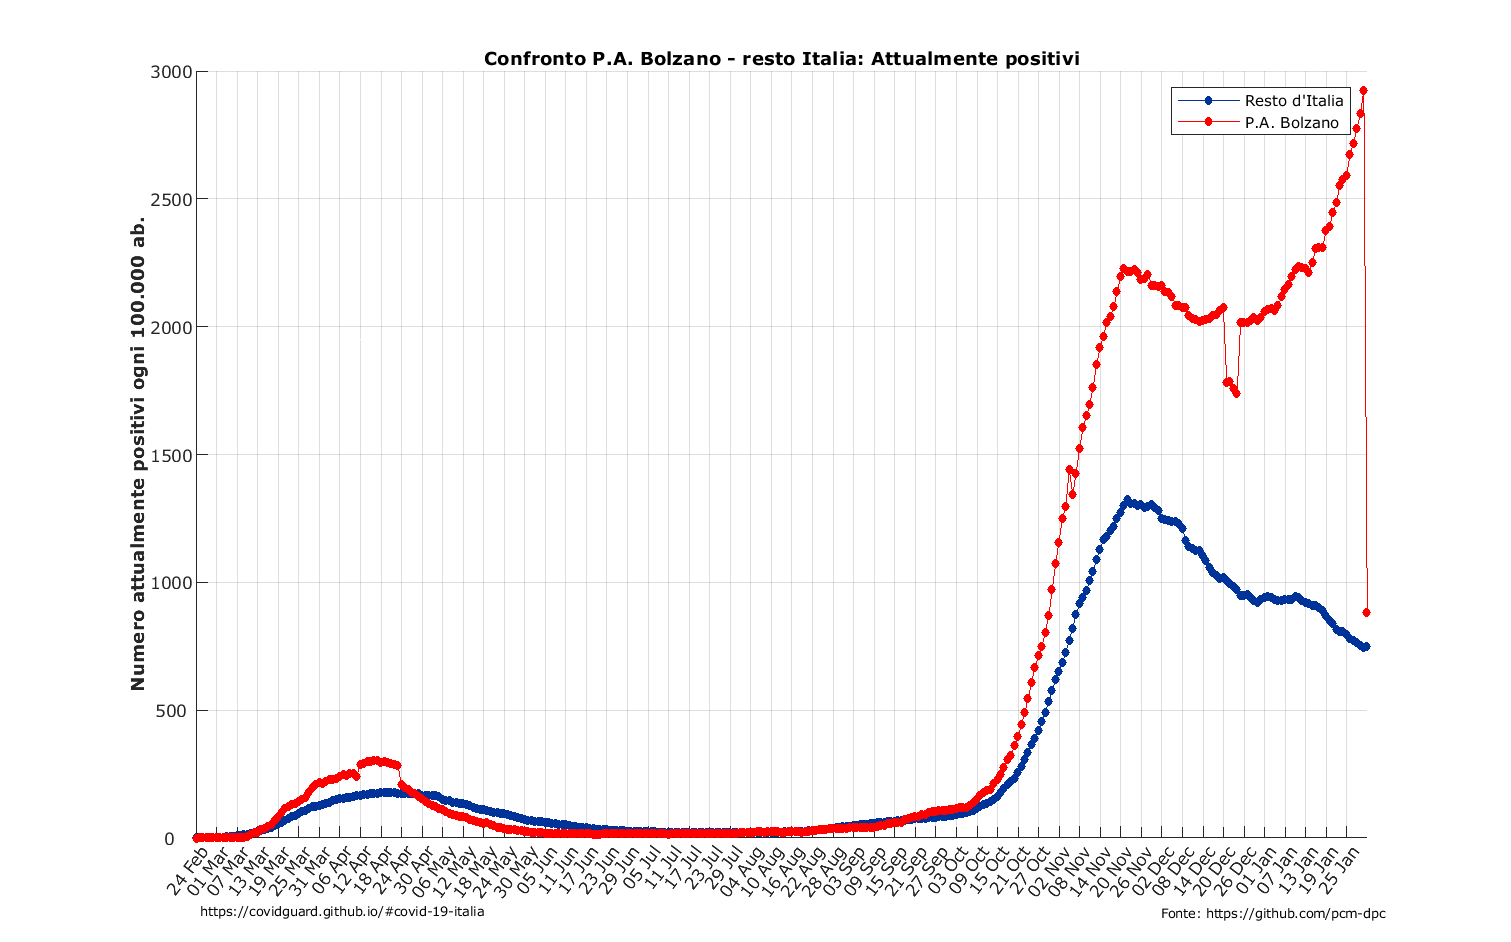 Confronto P.A. Bolzano - resto Italia: Attualmente positivi
Numero attualmente positivi ogni 100.000 ab.
3000
2500
2000
1500
1000
500
0
Resto d'Italia
P.A. Bolzano
24 Feb
01 Mar
07 Mar
13 Mar
19 Mar
25 Mar
31 Mar
06 Apr
12 Apr
18 Apr
24 Apr
30 Apr
06 May
12 May
18 May
24 May
30 May
05 Jun
11 Jun
17 Jun
23 Jun
29 Jun
05 Jul
11 Jul
17 Jul
23 Jul
29 Jul
04 Aug
10 Aug
16 Aug
22 Aug
28 Aug
03 Sep
09 Sep
15 Sep
21 Sep
27 Sep
03 Oct
09 Oct
15 Oct
21 Oct
27 Oct
02 Nov
08 Nov
14 Nov
20 Nov
26 Nov
02 Dec
08 Dec
14 Dec
20 Dec
26 Dec
01 Jan
07 Jan
13 Jan
19 Jan
25 Jan
https://covidguard.github.io/#covid-19-italia
Fonte: https://github.com/pcm-dpc